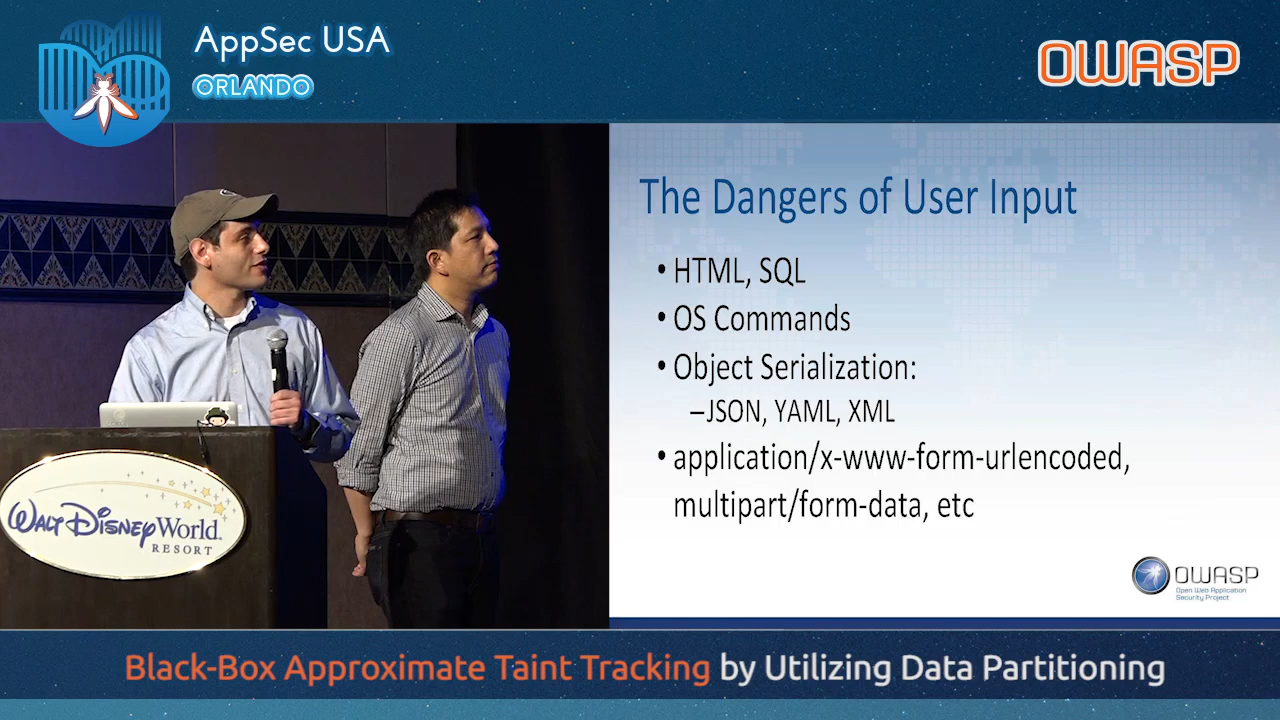 AppSec USA
ORLANDO
OWASP
The Dangers of User Input
• HTML, SQL
• OS Commands
• Object Serialization:
–JSON, YAML, XML
• application/x-www-form-urlencoded,
multipart/form-data, etc
OWASP
Open Web Application
Security Project
WALT DISNEY World.
RESORT
Black-Box Approximate Taint Tracking by Utilizing Data Partitioning